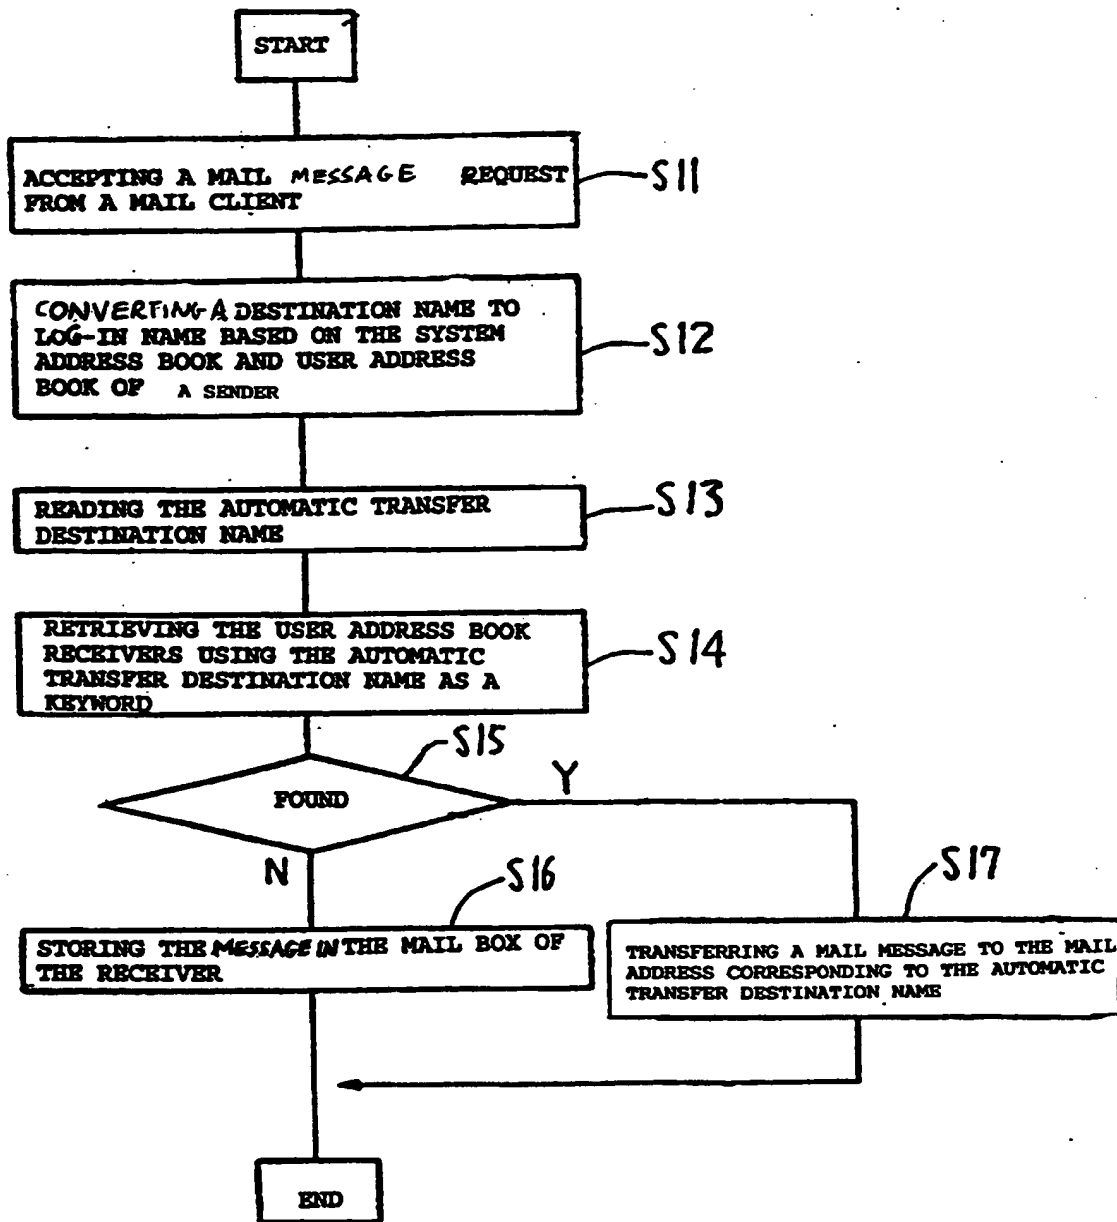 START
ACCEPTING A MAIL MESSAGE REQUEST
FROM A MAIL CLIENT
S11
CONVERTING A DESTINATION NAME TO
LOG-IN NAME BASED ON THE SYSTEM
ADDRESS BOOK AND USER ADDRESS
BOOK OF A SENDER
S12
READING THE AUTOMATIC TRANSFER
DESTINATION NAME
S13
RETRIEVING THE USER ADDRESS BOOK
RECEIVERS USING THE AUTOMATIC
TRANSFER DESTINATION NAME AS A
KEYWORD
S14
S15
FOUND
Y
N
S16
STORING THE MESSAGE IN THE MAIL BOX OF
THE RECEIVER
S17
TRANSFERRING A MAIL MESSAGE TO THE MAIL
ADDRESS CORRESPONDING TO THE AUTOMATIC
TRANSFER DESTINATION NAME
END